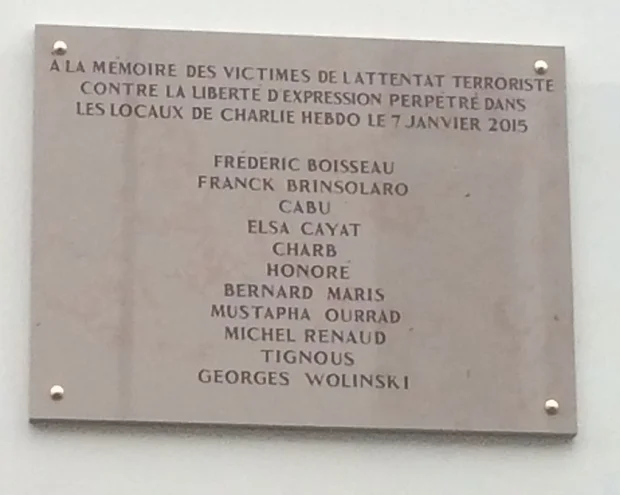 À LA MÉMOIRE DES VICTIMES DE L'ATTENTAT TERRORISTE
CONTRE LA LIBERTÉ D'EXPRESSION PERPÉTRÉ DANS
LES LOCAUX DE CHARLIE HEBDO LE 7 JANVIER 2015
FRÉDÉRIC BOISSEAU
FRANCK BRINSOLARO
CABU
ELSA CAYAT
CHARB
HONORÉ
BERNARD MARIS
MUSTAPHA OURRAD
MICHEL RENAUD
TIGNOUS
GEORGES WOLINSKI